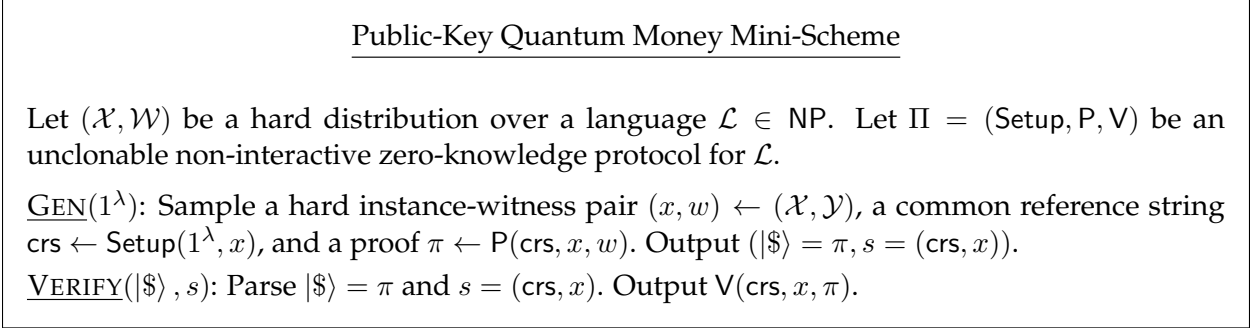 Public-Key Quantum Money Mini-Scheme
Let (𝒳, 𝒲) be a hard distribution over a language ℒ ∈ NP. Let Π = (Setup, P, V) be an
unclonable non-interactive zero-knowledge protocol for ℒ.
GEN(1^λ): Sample a hard instance-witness pair (x, w) ← (𝒳, 𝒴), a common reference string
crs ← Setup(1^λ, x), and a proof π ← P(crs, x, w). Output (|$⟩ = π, s = (crs, x)).
VERIFY(|$⟩, s): Parse |$⟩ = π and s = (crs, x). Output V(crs, x, π).